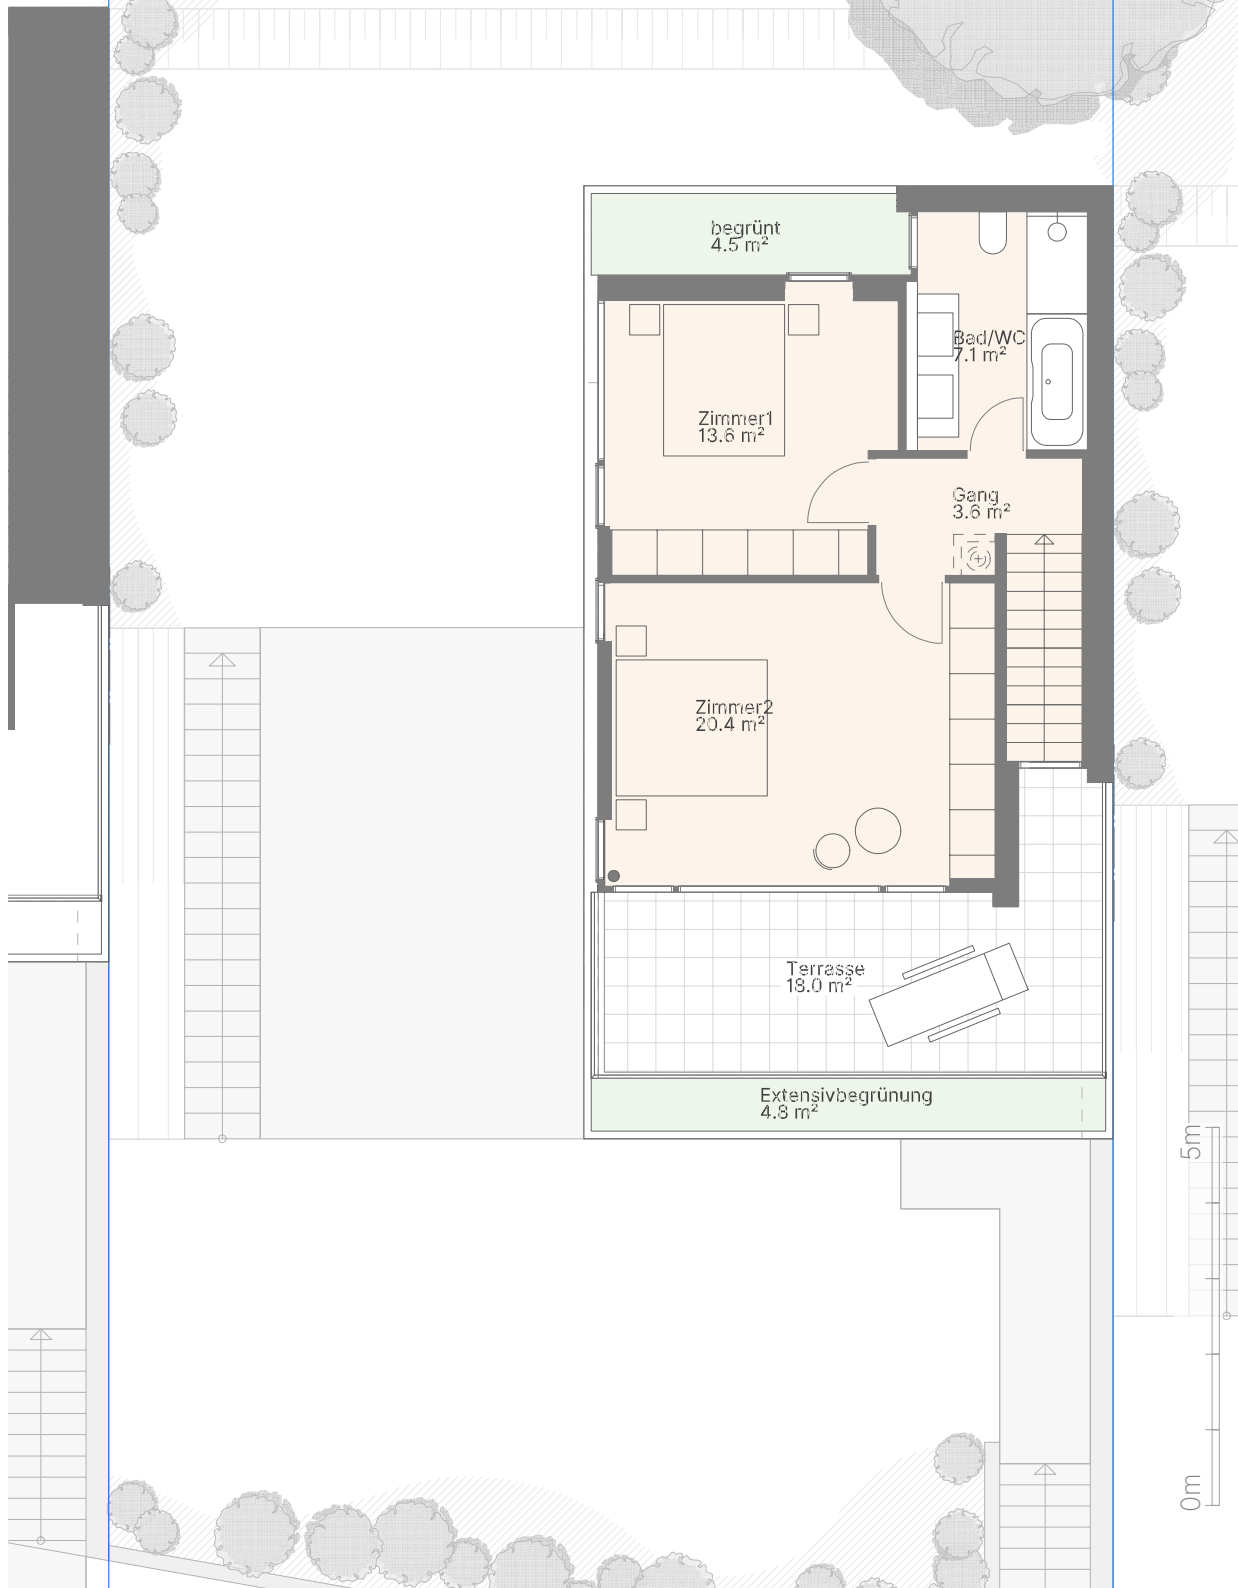 begrünt
4.5 m²
Bad/WC
7.1 m²
Zimmer1
13.6 m²
Gang
3.6 m²
Zimmer2
20.4 m²
Terrasse
18.0 m²
Extensivbegrünung
4.8 m²
5m
0m